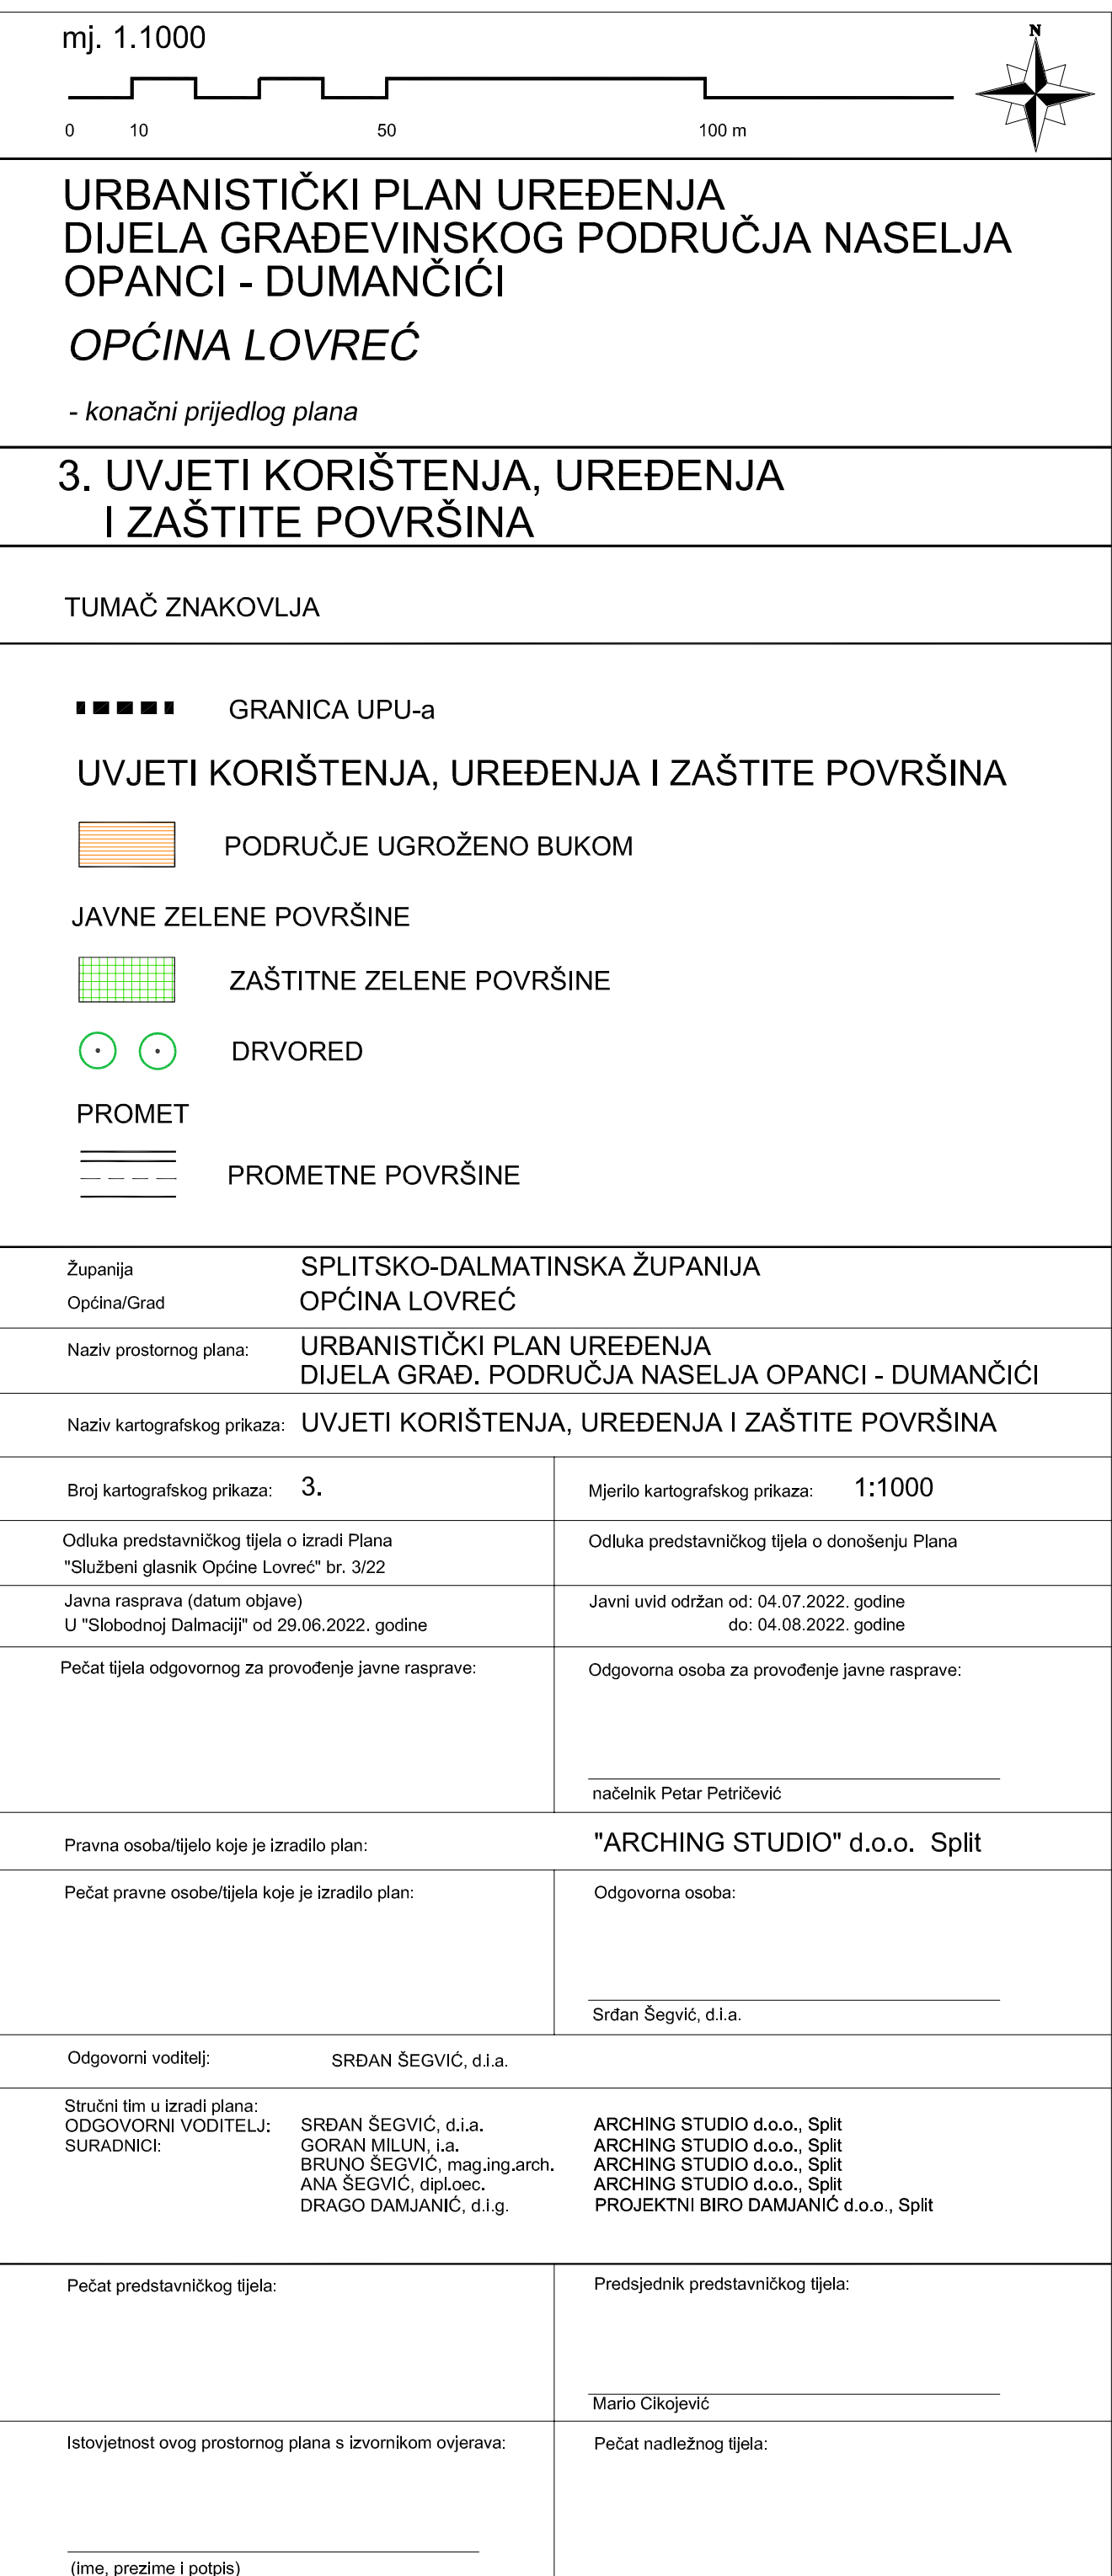 mj. 1.1000
N
0 10 50 100 m
URBANISTIČKI PLAN UREĐENJA
DIJELA GRAĐEVINSKOG PODRUČJA NASELJA
OPANCI - DUMANČIĆI
OPĆINA LOVREĆ
- konačni prijedlog plana
3. UVJETI KORIŠTENJA, UREĐENJA
I ZAŠTITE POVRŠINA
TUMAČ ZNAKOVLJA
GRANICA UPU-a
UVJETI KORIŠTENJA, UREĐENJA I ZAŠTITE POVRŠINA
PODRUČJE UGROŽENO BUKOM
JAVNE ZELENE POVRŠINE
ZAŠTITNE ZELENE POVRŠINE
DRVORED
PROMET
PROMETNE POVRŠINE
Županija SPLITSKO-DALMATINSKA ŽUPANIJA
Općina/Grad OPĆINA LOVREĆ
Naziv prostornog plana: URBANISTIČKI PLAN UREĐENJA
DIJELA GRAĐ. PODRUČJA NASELJA OPANCI - DUMANČIĆI
Naziv kartografskog prikaza: UVJETI KORIŠTENJA, UREĐENJA I ZAŠTITE POVRŠINA
Broj kartografskog prikaza: 3.
Mjerilo kartografskog prikaza: 1:1000
Odluka predstavničkog tijela o izradi Plana
"Službeni glasnik Općine Lovreć" br. 3/22
Odluka predstavničkog tijela o donošenju Plana
Javna rasprava (datum objave)
U "Slobodnoj Dalmaciji" od 29.06.2022. godine
Javni uvid održan od: 04.07.2022. godine
do: 04.08.2022. godine
Pečat tijela odgovornog za provođenje javne rasprave:
Odgovorna osoba za provođenje javne rasprave:
načelnik Petar Petričević
Pravna osoba/tijelo koje je izradilo plan: "ARCHING STUDIO" d.o.o. Split
Pečat pravne osobe/tijela koje je izradilo plan:
Odgovorna osoba:
Srđan Šegvić, d.i.a.
Odgovorni voditelj: SRĐAN ŠEGVIĆ, d.i.a.
Stručni tim u izradi plana:
ODGOVORNI VODITELJ: SRĐAN ŠEGVIĆ, d.i.a. ARCHING STUDIO d.o.o., Split
SURADNICI: GORAN MILUN, i.a. ARCHING STUDIO d.o.o., Split
BRUNO ŠEGVIĆ, mag.ing.arch. ARCHING STUDIO d.o.o., Split
ANA ŠEGVIĆ, dipl.oec. ARCHING STUDIO d.o.o., Split
DRAGO DAMJANIĆ, d.i.g. PROJEKTNI BIRO DAMJANIĆ d.o.o., Split
Pečat predstavničkog tijela:
Predsjednik predstavničkog tijela:
Mario Cikojević
Istovjetnost ovog prostornog plana s izvornikom ovjerava:
Pečat nadležnog tijela:
(ime, prezime i potpis)